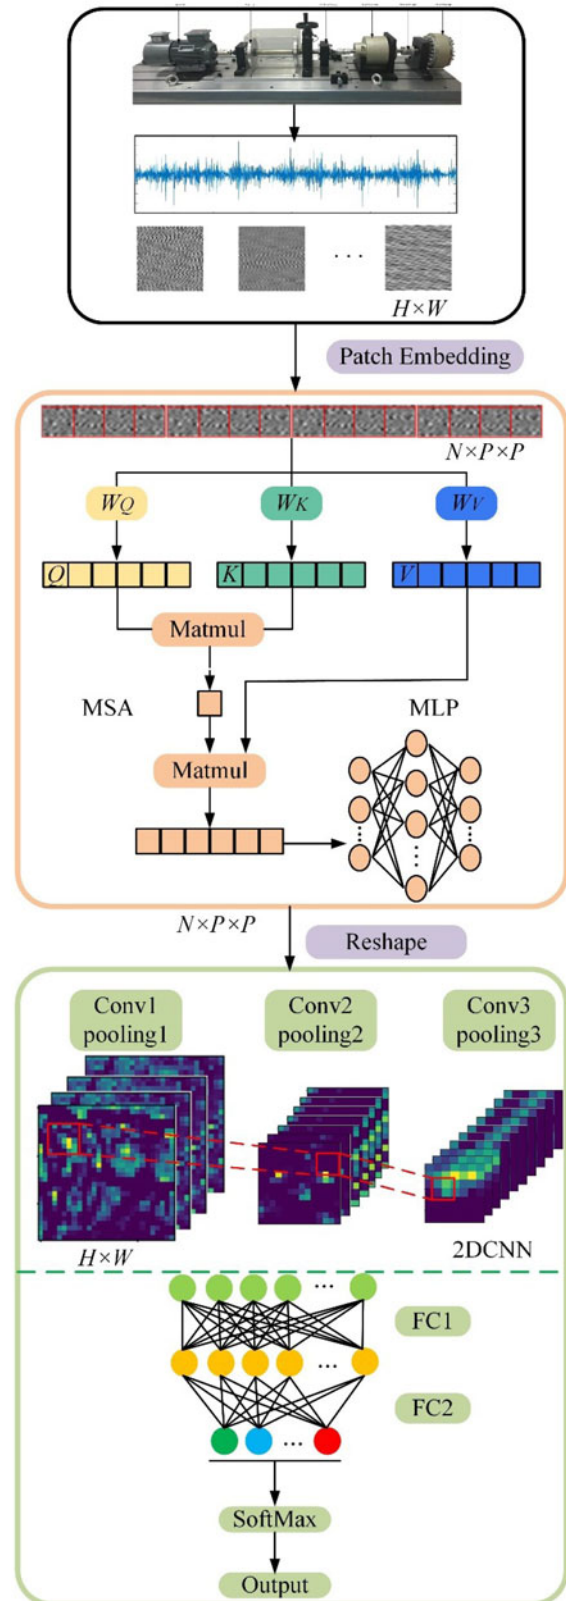 H×W
Patch Embedding
N×P×P
WQ
WK
WV
Q
K
V
Matmul
MSA
MLP
Matmul
N×P×P
Reshape
Conv1
pooling1
Conv2
pooling2
Conv3
pooling3
H×W
2DCNN
FC1
FC2
SoftMax
Output